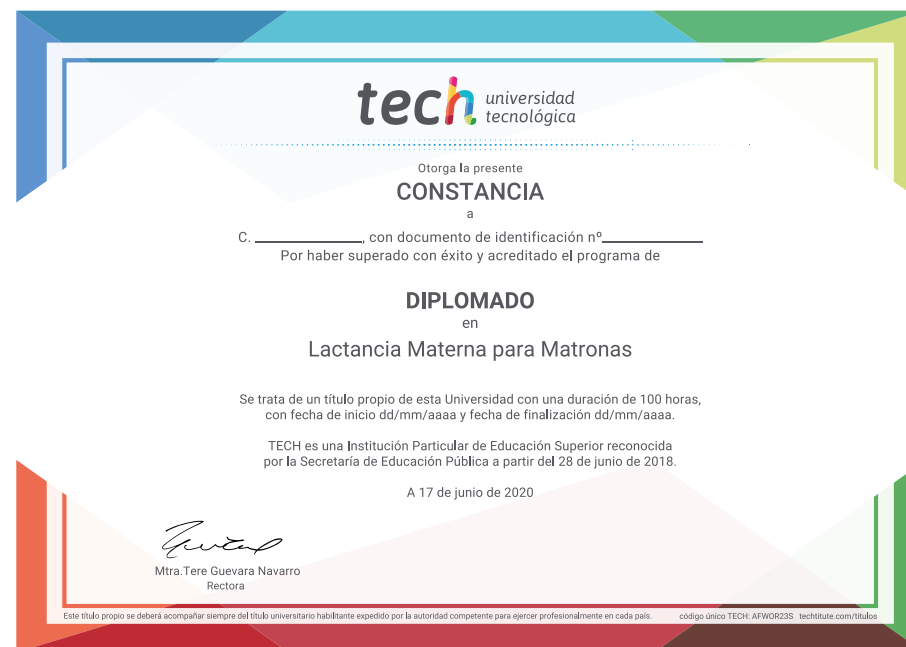 tech universidad
tecnológica
Otorga la presente
CONSTANCIA
a
C. ____________, con documento de identificación nº____________
Por haber superado con éxito y acreditado el programa de
DIPLOMADO
en
Lactancia Materna para Matronas
Se trata de un título propio de esta Universidad con una duración de 100 horas,
con fecha de inicio dd/mm/aaaa y fecha de finalización dd/mm/aaaa.
TECH es una Institución Particular de Educación Superior reconocida
por la Secretaría de Educación Pública a partir del 28 de junio de 2018.
A 17 de junio de 2020
Mtra.Tere Guevara Navarro
Rectora
Este título propio se deberá acompañar siempre del título universitario habilitante expedido por la autoridad competente para ejercer profesionalmente en cada país. código único TECH: AFWOR23S techtitute.com/titulos